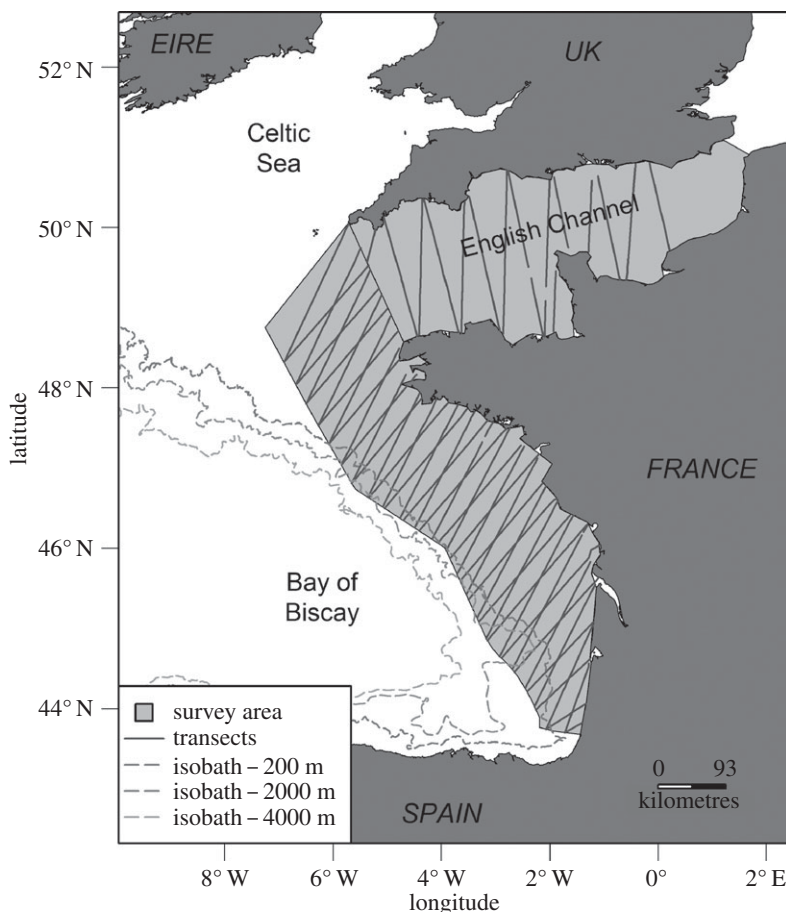 EIRE
UK
52° N
Celtic
Sea
50° N
English Channel
48° N
latitude
FRANCE
46° N
Bay of
Biscay
44° N
survey area
transects
isobath – 200 m
isobath – 2000 m
isobath – 4000 m
0 93
kilometres
SPAIN
8° W 6° W 4° W 2° W 0° 2° E
longitude